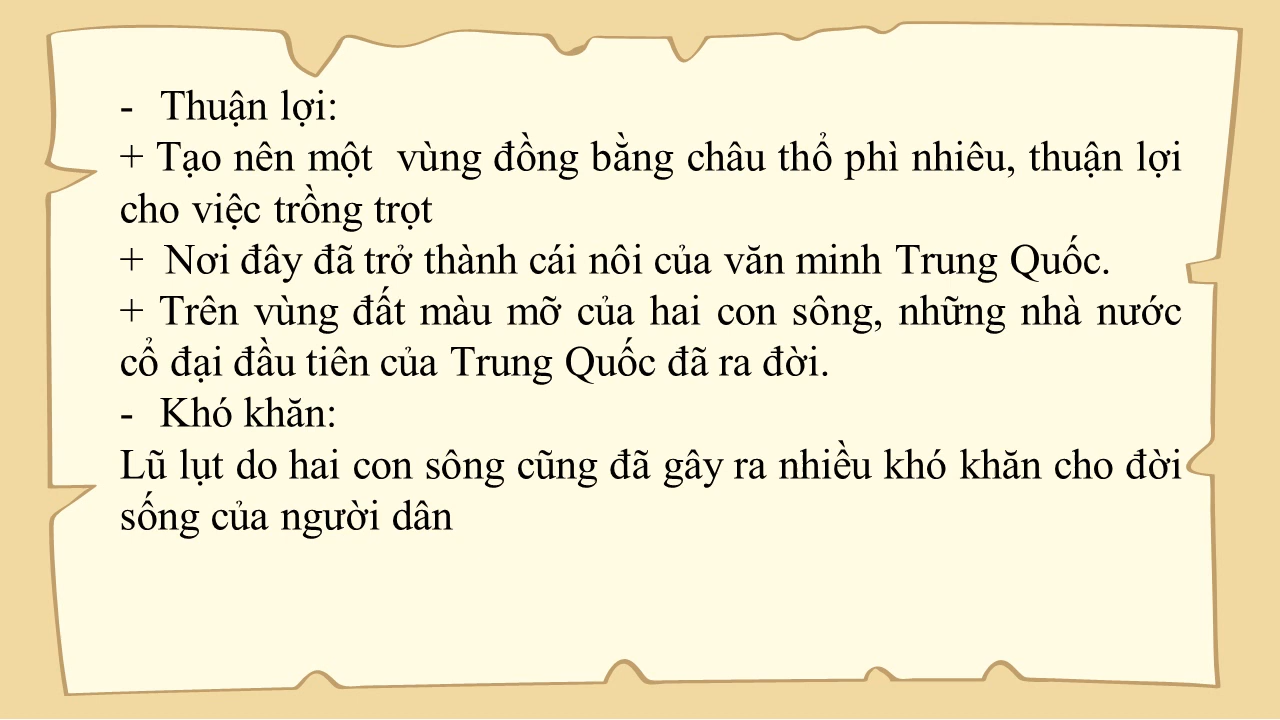 - Thuận lợi:
+ Tạo nên một vùng đồng bằng châu thổ phì nhiêu, thuận lợi
cho việc trồng trọt
+ Nơi đây đã trở thành cái nôi của văn minh Trung Quốc.
+ Trên vùng đất màu mỡ của hai con sông, những nhà nước
cổ đại đầu tiên của Trung Quốc đã ra đời.
- Khó khăn:
Lũ lụt do hai con sông cũng đã gây ra nhiều khó khăn cho đời
sống của người dân